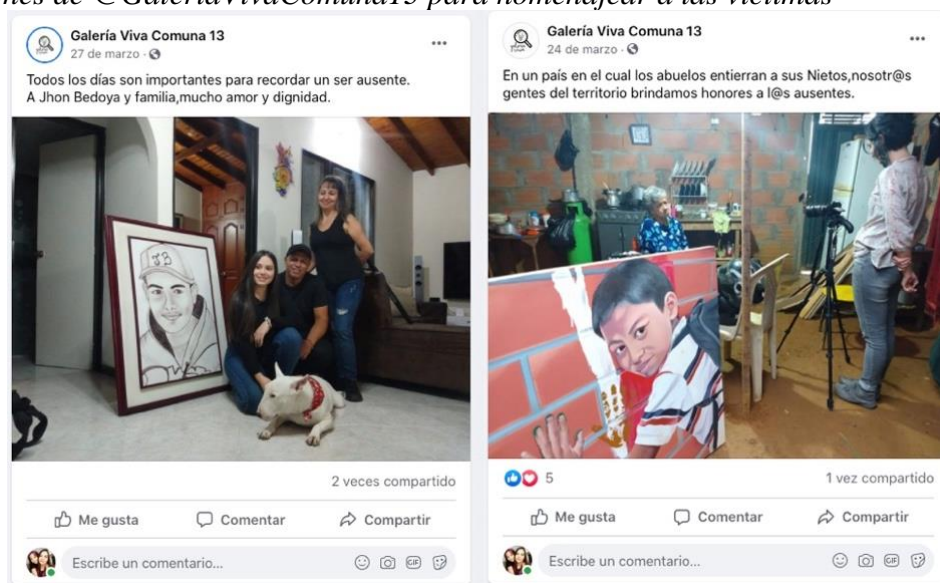 nes de @GaleríaVivaComuna13 para homenajear a las víctimas
Galería Viva Comuna 13
27 de marzo
Todos los días son importantes para recordar un ser ausente.
A Jhon Bedoya y familia,mucho amor y dignidad.
JB
2 veces compartido
Me gusta
Comentar
Compartir
Escribe un comentario...
GIF
Galería Viva Comuna 13
24 de marzo
En un país en el cual los abuelos entierran a sus Nietos,nosotr@s
gentes del territorio brindamos honores a l@s ausentes.
5
1 vez compartido
Me gusta
Comentar
Compartir
Escribe un comentario...
GIF